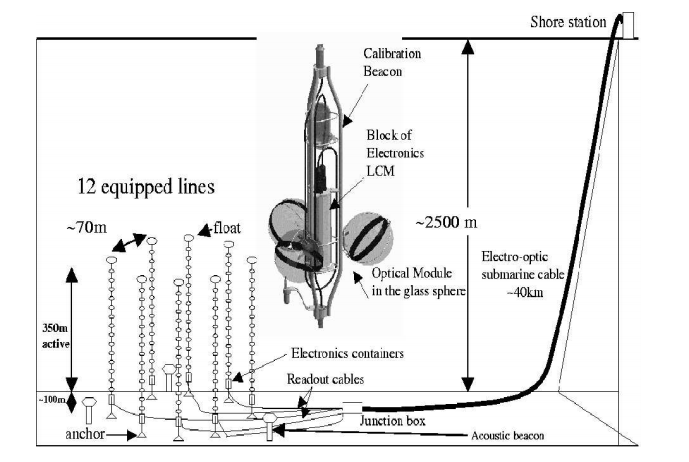 Shore station
Calibration
Beacon
Block of
Electronics
LCM
12 equipped lines
~70m
float
~2500 m
Electro-optic
submarine cable
~40km
Optical Module
in the glass sphere
350m
active
Electronics containers
Readout cables
~100m
Junction box
anchor
Acoustic beacon